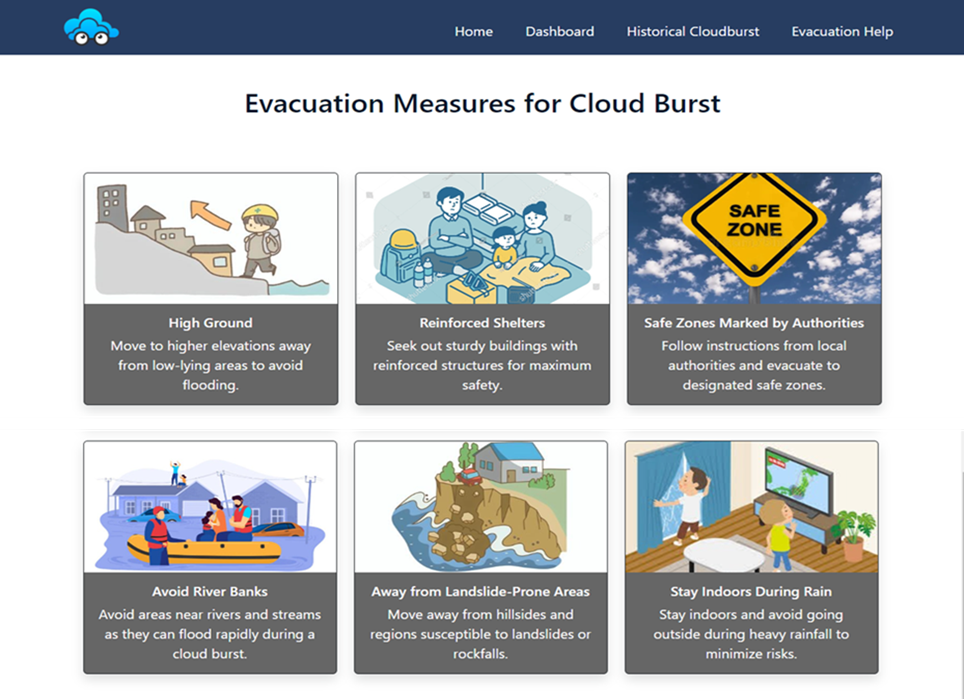 Home Dashboard Historical Cloudburst Evacuation Help
Evacuation Measures for Cloud Burst
SAFE
ZONE
High Ground
Move to higher elevations away
from low-lying areas to avoid
flooding.
Reinforced Shelters
Seek out sturdy buildings with
reinforced structures for maximum
safety.
Safe Zones Marked by Authorities
Follow instructions from local
authorities and evacuate to
designated safe zones.
Avoid River Banks
Avoid areas near rivers and streams
as they can flood rapidly during a
cloud burst.
Away from Landslide-Prone Areas
Move away from hillsides and
regions susceptible to landslides or
rockfalls.
Stay Indoors During Rain
Stay indoors and avoid going
outside during heavy rainfall to
minimize risks.